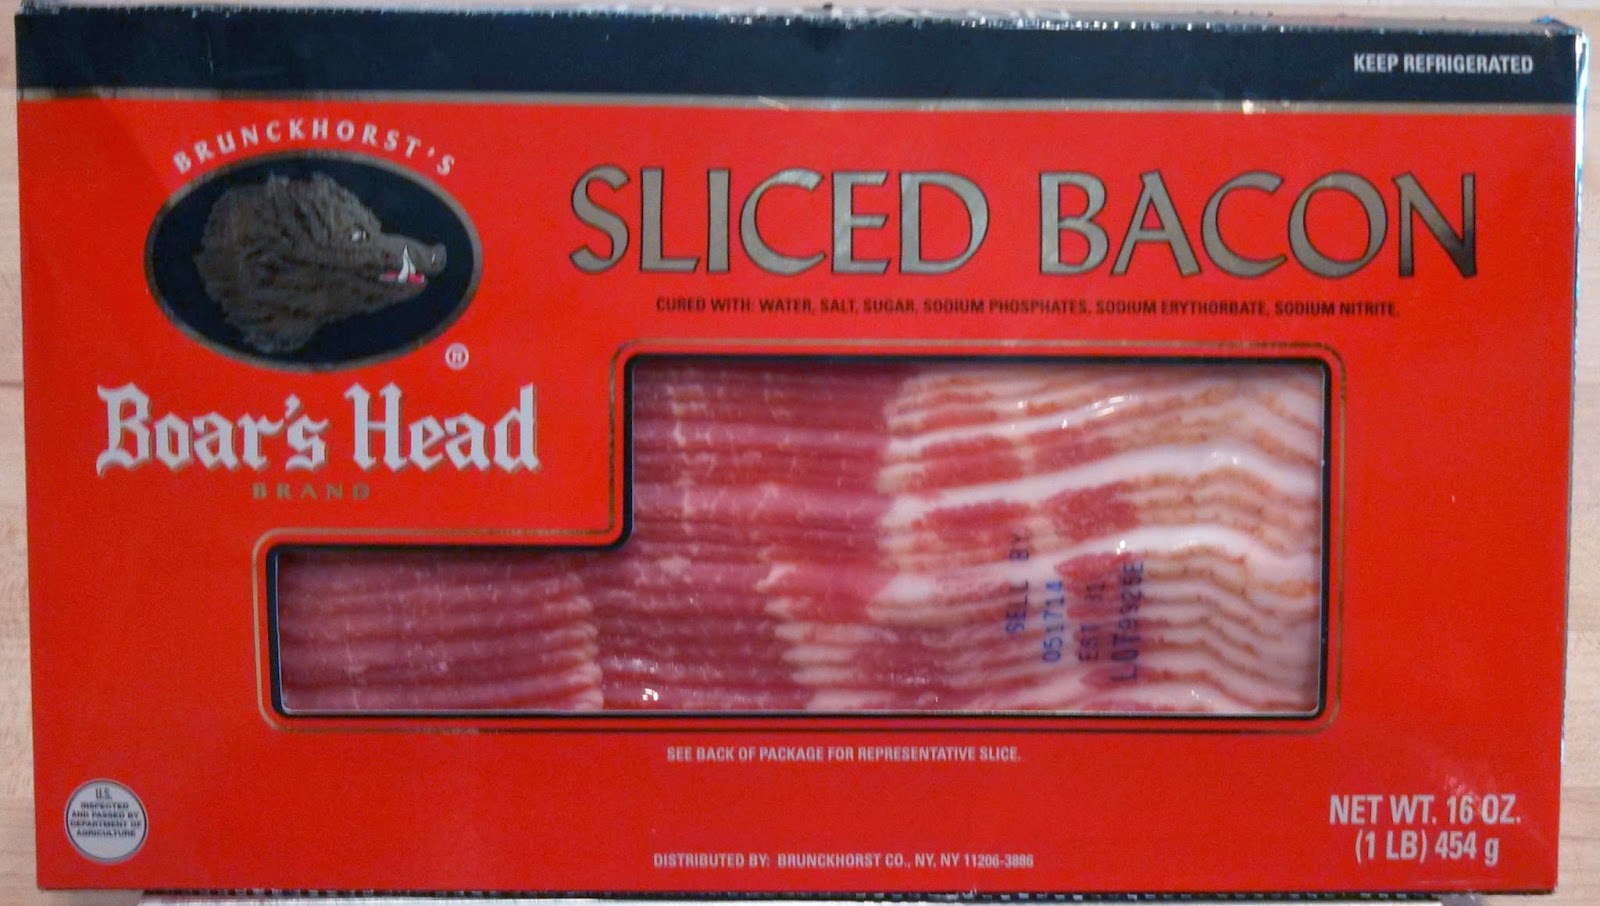 KEEP REFRIGERATED
BRUNCKHORST'S
®
Boar's Head
BRAND
SLICED BACON
CURED WITH: WATER, SALT, SUGAR, SODIUM PHOSPHATES, SODIUM ERYTHORBATE, SODIUM NITRITE.
SELL BY
051714
EST
SEE BACK OF PACKAGE FOR REPRESENTATIVE SLICE.
U.S.
INSPECTED
AND PASSED BY
DEPARTMENT OF
AGRICULTURE
NET WT. 16 OZ.
(1 LB) 454 g
DISTRIBUTED BY: BRUNCKHORST CO., NY, NY 11206-3886